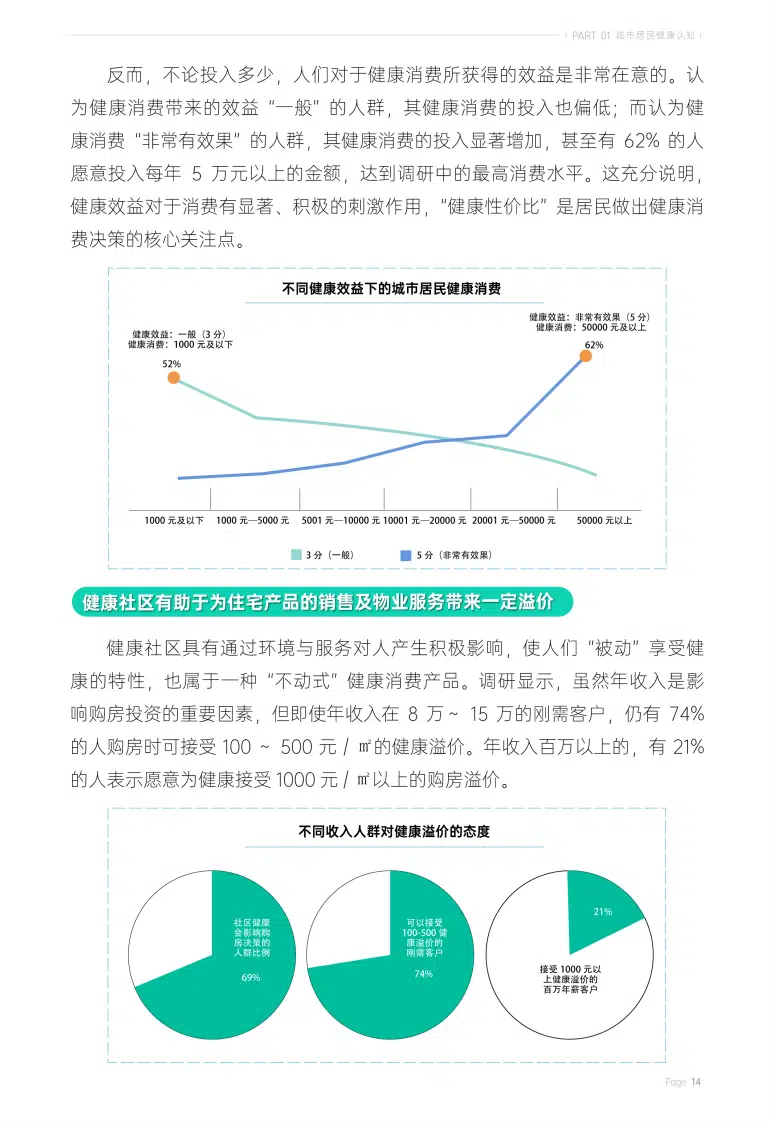 PART 01 城市居民健康认知
反而，不论投入多少，人们对于健康消费所获得的效益是非常在意的。认
为健康消费带来的效益“一般”的人群，其健康消费的投入也偏低；而认为健
康消费“非常有效果”的人群，其健康消费的投入显著增加，甚至有 62% 的人
愿意投入每年 5 万元以上的金额，达到调研中的最高消费水平。这充分说明，
健康效益对于消费有显著、积极的刺激作用，“健康性价比”是居民做出健康消
费决策的核心关注点。
不同健康效益下的城市居民健康消费
健康效益：一般（3 分）
健康消费：1000 元及以下
52%
健康效益：非常有效果（5 分）
健康消费：50000 元及以上
62%
1000 元及以下 1000 元—5000 元 5001 元—10000 元 10001 元—20000 元 20001 元—50000 元 50000 元以上
3 分（一般） 5 分（非常有效果）
健康社区有助于为住宅产品的销售及物业服务带来一定溢价
健康社区具有通过环境与服务对人产生积极影响，使人们“被动”享受健
康的特性，也属于一种“不动式”健康消费产品。调研显示，虽然年收入是影
响购房投资的重要因素，但即使年收入在 8 万 ~ 15 万的刚需客户，仍有 74%
的人购房时可接受 100 ~ 500 元 / ㎡的健康溢价。年收入百万以上的，有 21%
的人表示愿意为健康接受 1000 元 / ㎡以上的购房溢价。
不同收入人群对健康溢价的态度
社区健康
会影响购
房决策的
人群比例
69%
可以接受
100-500 健
康溢价的
刚需客户
74%
21%
接受 1000 元以
上健康溢价的
百万年薪客户
Page 14